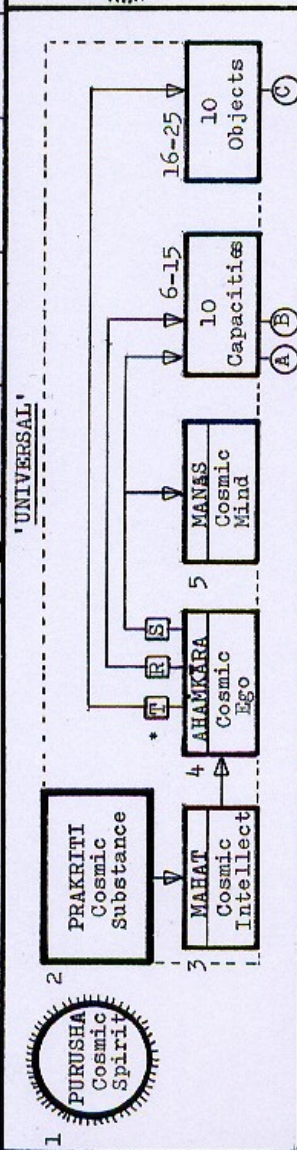 'UNIVERSAL'
1
PURUSHA
Cosmic
Spirit
2
PRAKRITI
Cosmic
Substance
3
MAHAT
Cosmic
Intellect
4
AHAMKARA
Cosmic
Ego
*
T
R
S
5
MANAS
Cosmic
Mind
6-15
10
Capacities
A
B
16-25
10
Objects
C